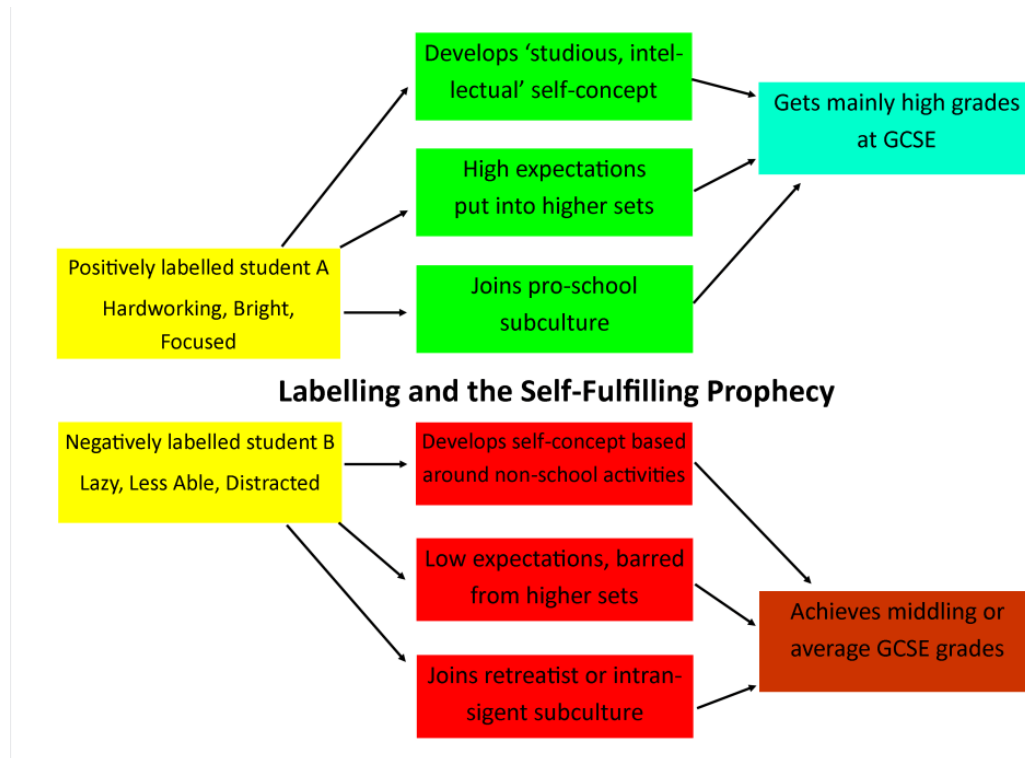 Develops ‘studious, intel-
lectual’ self-concept
Gets mainly high grades
at GCSE
High expectations
put into higher sets
Positively labelled student A
Hardworking, Bright,
Focused
Joins pro-school
subculture
Labelling and the Self-Fulfilling Prophecy
Negatively labelled student B
Lazy, Less Able, Distracted
Develops self-concept based
around non-school activities
Low expectations, barred
from higher sets
Achieves middling or
average GCSE grades
Joins retreatist or intran-
sigent subculture